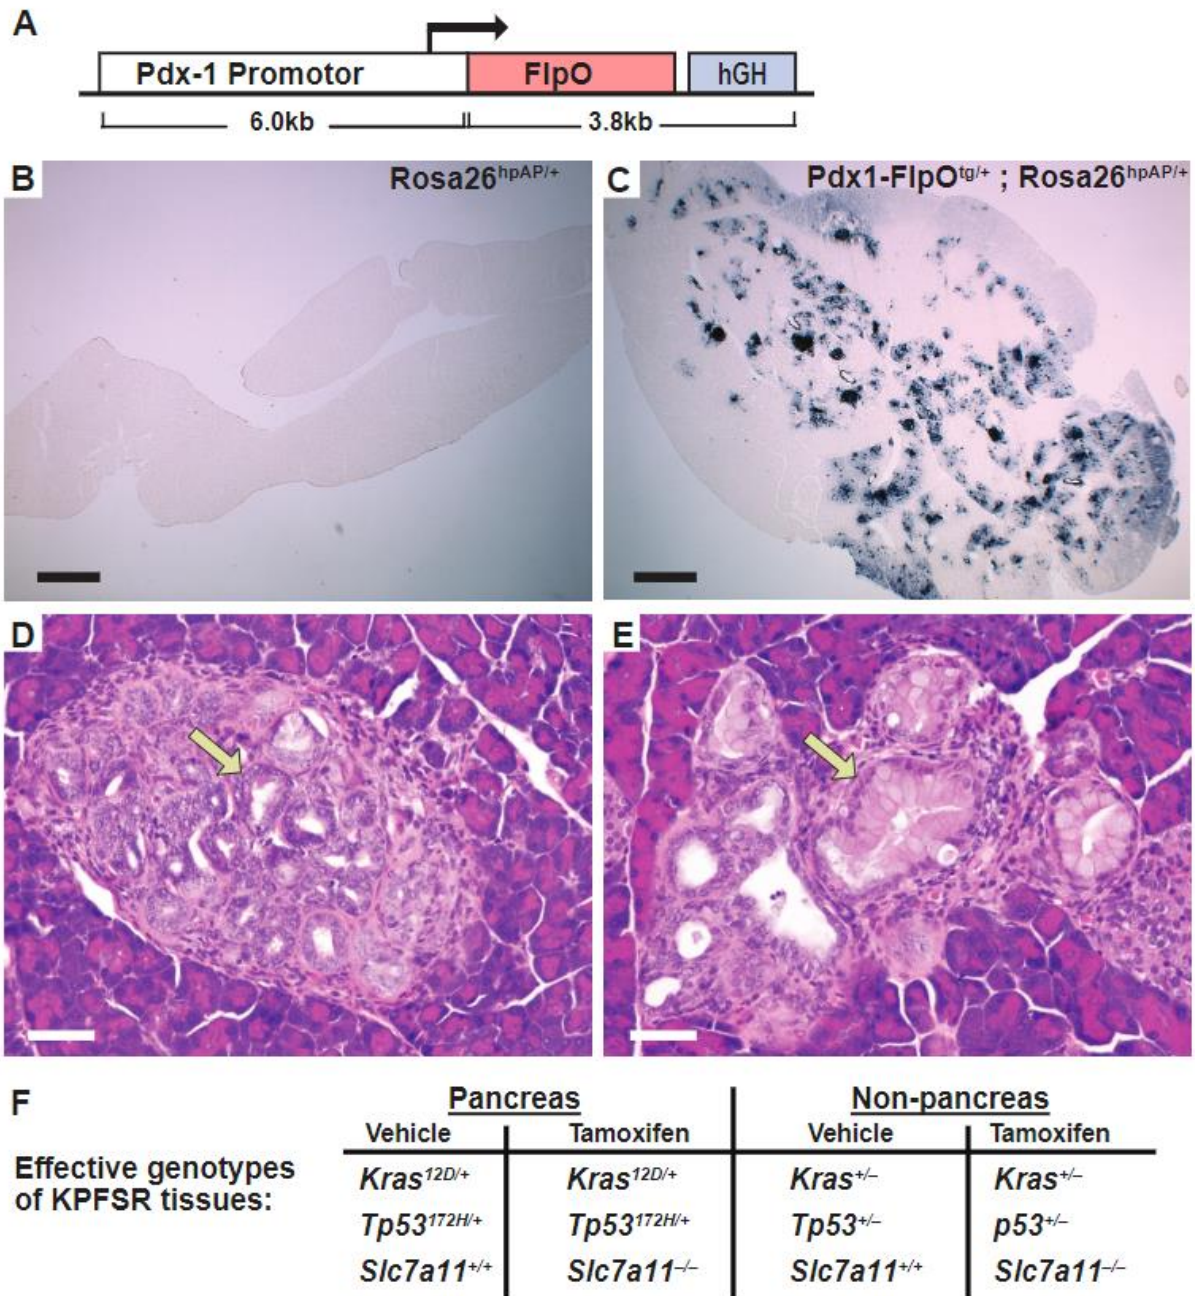 A
Pdx-1 Promotor
FlpO
hGH
6.0kb
3.8kb
B
Rosa26hpAP/+
C
Pdx1-FlpOtg/+ ; Rosa26hpAP/+
D
E
F
Pancreas Non-pancreas
Vehicle Tamoxifen Vehicle Tamoxifen
Effective genotypes
of KPFSR tissues:
Kras12D/+ Kras12D/+ Kras+/– Kras+/–
Tp53172H/+ Tp53172H/+ Tp53+/– p53+/–
Slc7a11+/+ Slc7a11–/– Slc7a11+/+ Slc7a11–/–